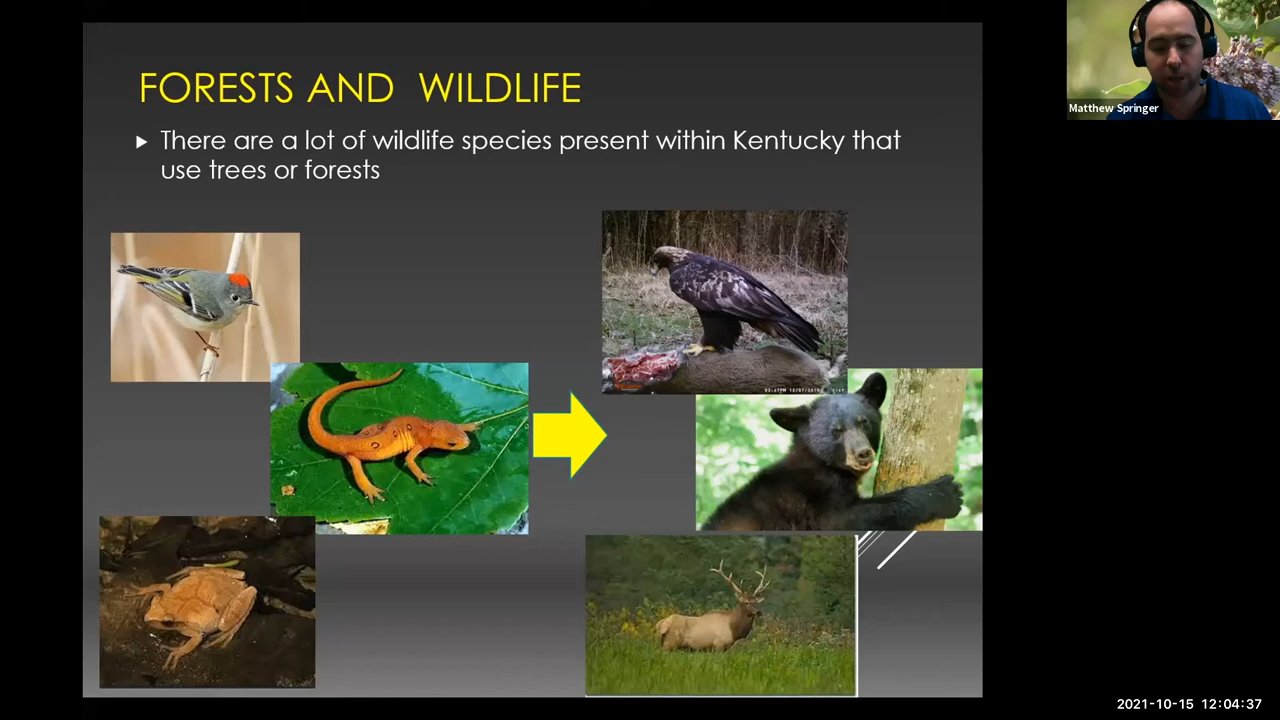 FORESTS AND WILDLIFE
There are a lot of wildlife species present within Kentucky that
use trees or forests
Matthew Springer
2021-10-15 12:04:37